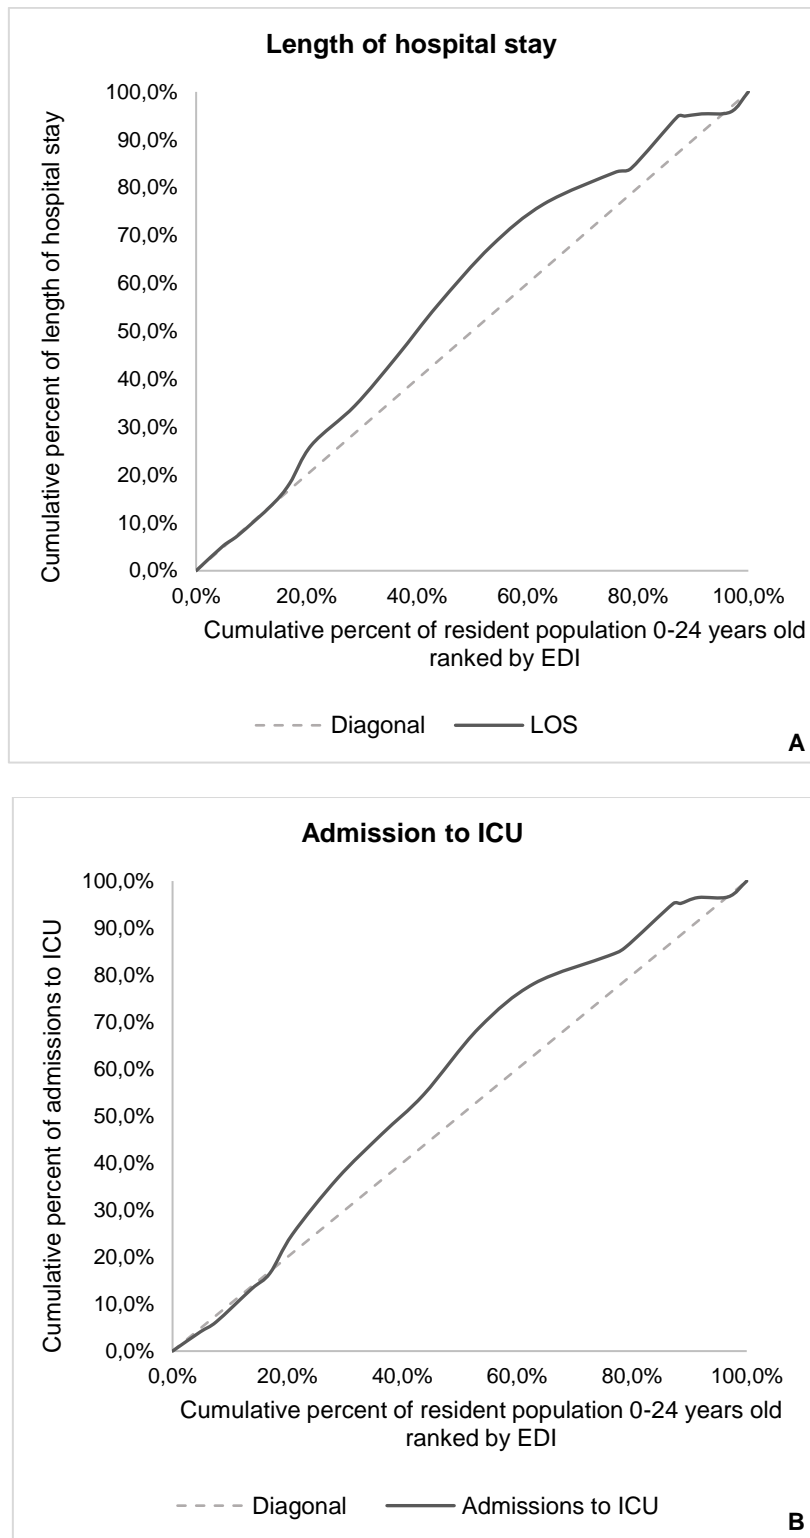 Length of hospital stay
Cumulative percent of length of hospital stay
100,0%
90,0%
80,0%
70,0%
60,0%
50,0%
40,0%
30,0%
20,0%
10,0%
0,0%
0,0% 20,0% 40,0% 60,0% 80,0% 100,0%
Cumulative percent of resident population 0-24 years old
ranked by EDI
Diagonal LOS
A
Admission to ICU
Cumulative percent of admissions to ICU
100,0%
90,0%
80,0%
70,0%
60,0%
50,0%
40,0%
30,0%
20,0%
10,0%
0,0%
0,0% 20,0% 40,0% 60,0% 80,0% 100,0%
Cumulative percent of resident population 0-24 years old
ranked by EDI
Diagonal Admissions to ICU
B